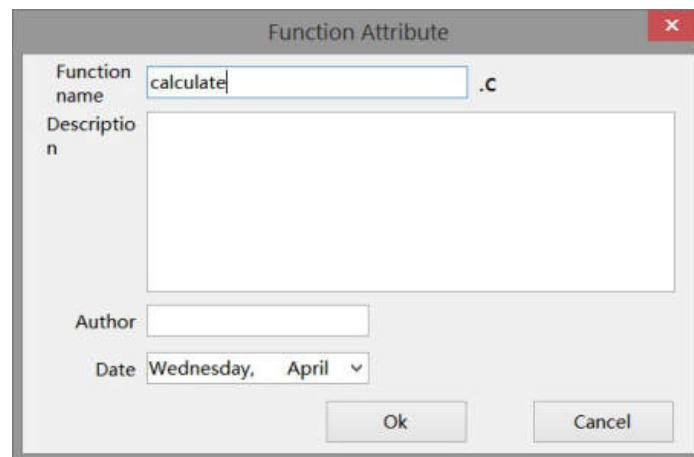 Function Attribute
Function
name
calculate
.C
Descriptio
n
Author
Date
Wednesday, April
Ok
Cancel